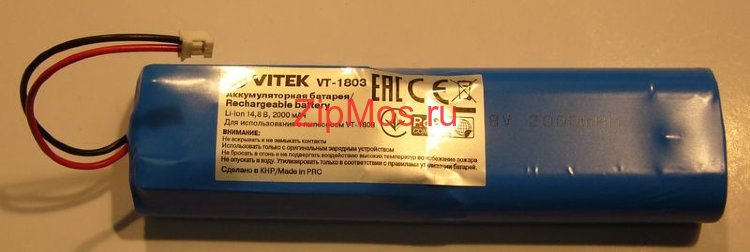 VITEK VT-1803
Аккумуляторная батарея/
Rechargeable battery
Li-ion 14,8 В, 2000 мАч
Для использования с пылесосом VT-1803
ВНИМАНИЕ:
Не вскрывать и не замыкать контакты
Использовать только с оригинальным зарядным устройством
Не бросать в огонь и не подвергать воздействию высоких температур во избежание пожара
Не опускать в воду. Утилизировать только в соответствии с правилами утилизации батарей.
Сделано в КНР/Made in PRC
EAC CE
ZipMos.ru
8V 2000mAh